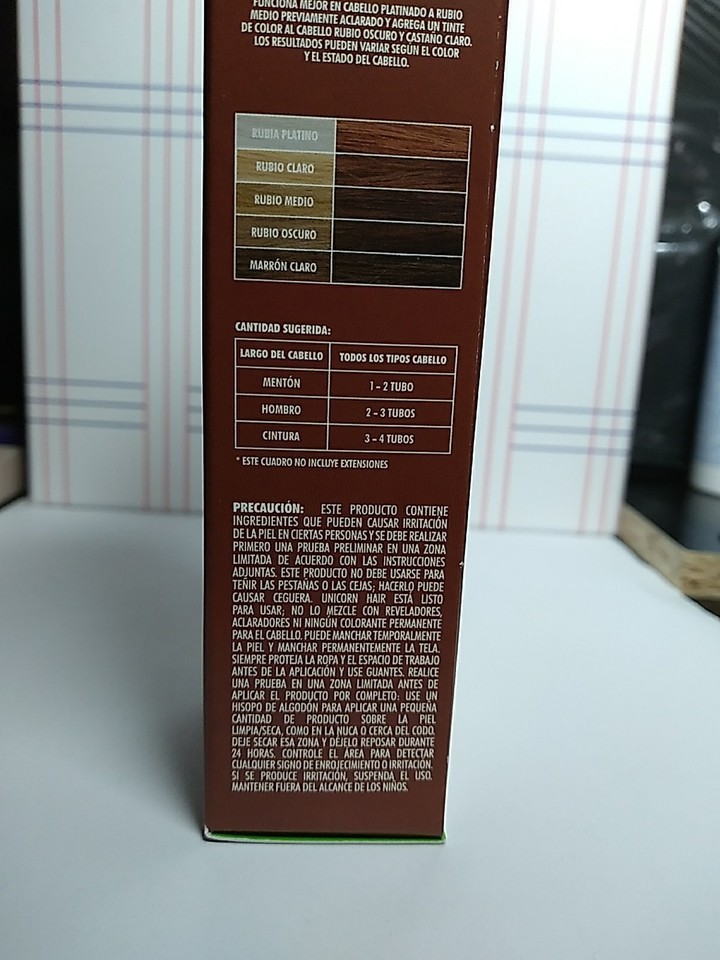 FUNCIONA MEJOR EN CABELLO PLATINADO A RUBIO
MEDIO PREVIAMENTE ACLARADO Y AGREGA UN TINTE
DE COLOR AL CABELLO RUBIO OSCURO Y CASTAÑO CLARO.
LOS RESULTADOS PUEDEN VARIAR SEGÚN EL COLOR
Y EL ESTADO DEL CABELLO.
RUBIA PLATINO
RUBIO CLARO
RUBIO MEDIO
RUBIO OSCURO
MARRÓN CLARO
CANTIDAD SUGERIDA:
LARGO DEL CABELLO TODOS LOS TIPOS CABELLO
MENTÓN 1 – 2 TUBO
HOMBRO 2 – 3 TUBOS
CINTURA 3 – 4 TUBOS
* ESTE CUADRO NO INCLUYE EXTENSIONES
PRECAUCIÓN: ESTE PRODUCTO CONTIENE
INGREDIENTES QUE PUEDEN CAUSAR IRRITACIÓN
DE LA PIEL EN CIERTAS PERSONAS Y SE DEBE REALIZAR
PRIMERO UNA PRUEBA PRELIMINAR EN UNA ZONA
LIMITADA DE ACUERDO CON LAS INSTRUCCIONES
ADJUNTAS. ESTE PRODUCTO NO DEBE USARSE PARA
TEÑIR LAS PESTAÑAS O LAS CEJAS; HACERLO PUEDE
CAUSAR CEGUERA. UNICORN HAIR ESTÁ LISTO
PARA USAR; NO LO MEZCLE CON REVELADORES,
ACLARADORES NI NINGÚN COLORANTE PERMANENTE
PARA EL CABELLO. PUEDE MANCHAR TEMPORALMENTE
LA PIEL Y MANCHAR PERMANENTEMENTE LA TELA.
SIEMPRE PROTEJA LA ROPA Y EL ESPACIO DE TRABAJO
ANTES DE LA APLICACIÓN Y USE GUANTES. REALICE
UNA PRUEBA EN UNA ZONA LIMITADA ANTES DE
APLICAR EL PRODUCTO POR COMPLETO: USE UN
HISOPO DE ALGODÓN PARA APLICAR UNA PEQUEÑA
CANTIDAD DE PRODUCTO SOBRE LA PIEL
LIMPIA/SECA, COMO EN LA NUCA O CERCA DEL CODO.
DEJE SECAR ESA ZONA Y DÉJELO REPOSAR DURANTE
24 HORAS. CONTROLE EL ÁREA PARA DETECTAR
CUALQUIER SIGNO DE ENROJECIMIENTO O IRRITACIÓN.
SI SE PRODUCE IRRITACIÓN, SUSPENDA EL USO.
MANTENER FUERA DEL ALCANCE DE LOS NIÑOS.